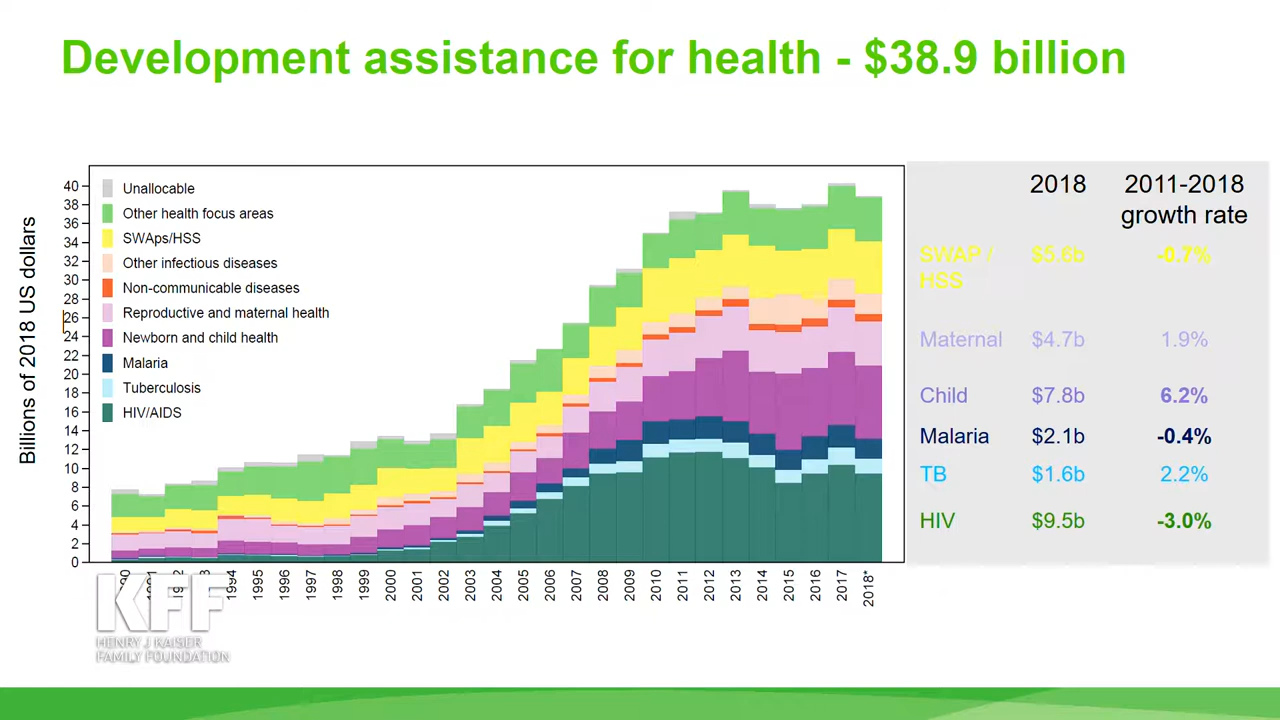 Development assistance for health - $38.9 billion
Billions of 2018 US dollars
40
38
36
34
32
30
28
26
24
22
20
18
16
14
12
10
8
6
4
2
0
Unallocable
Other health focus areas
SWAps/HSS
Other infectious diseases
Non-communicable diseases
Reproductive and maternal health
Newborn and child health
Malaria
Tuberculosis
HIV/AIDS
1994
1995
1996
1997
1998
1999
2000
2001
2002
2003
2004
2005
2006
2007
2008
2009
2010
2011
2012
2013
2014
2015
2016
2017
2018*
2018 2011-2018
growth rate
SWAP / $5.6b -0.7%
HSS
Maternal $4.7b 1.9%
Child $7.8b 6.2%
Malaria $2.1b -0.4%
TB $1.6b 2.2%
HIV $9.5b -3.0%
KFF
HENRY J KAISER
FAMILY FOUNDATION